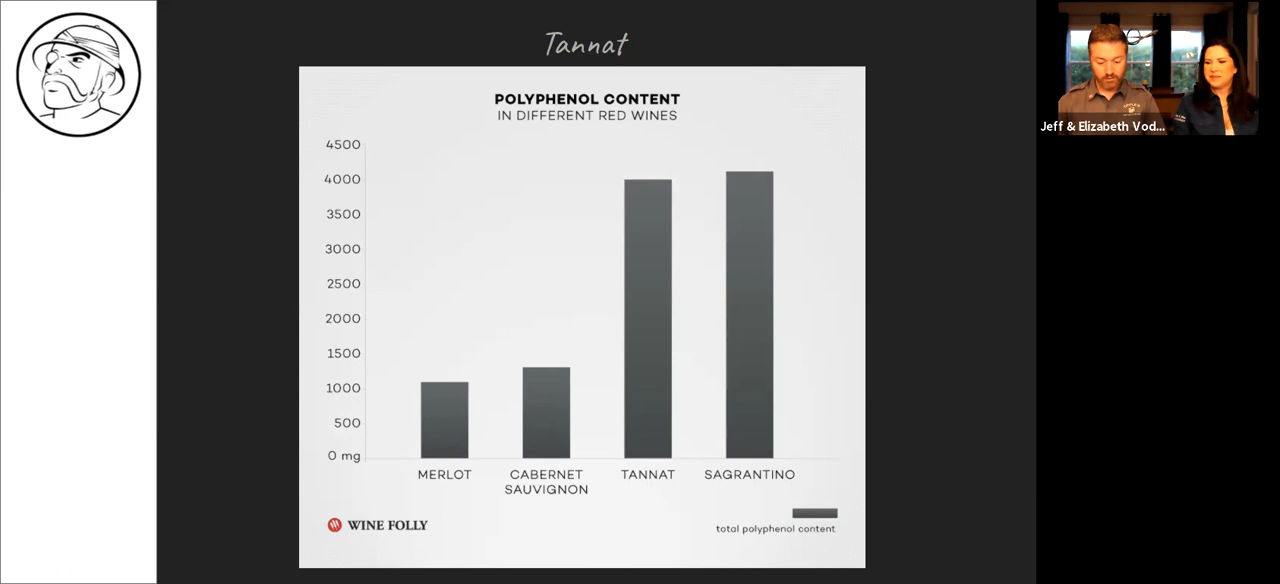 Tannat
POLYPHENOL CONTENT
IN DIFFERENT RED WINES
4500
4000
3500
3000
2500
2000
1500
1000
500
0 mg
MERLOT
CABERNET
SAUVIGNON
TANNAT
SAGRANTINO
WINE FOLLY
total polyphenol content
Jeff & Elizabeth Vod...